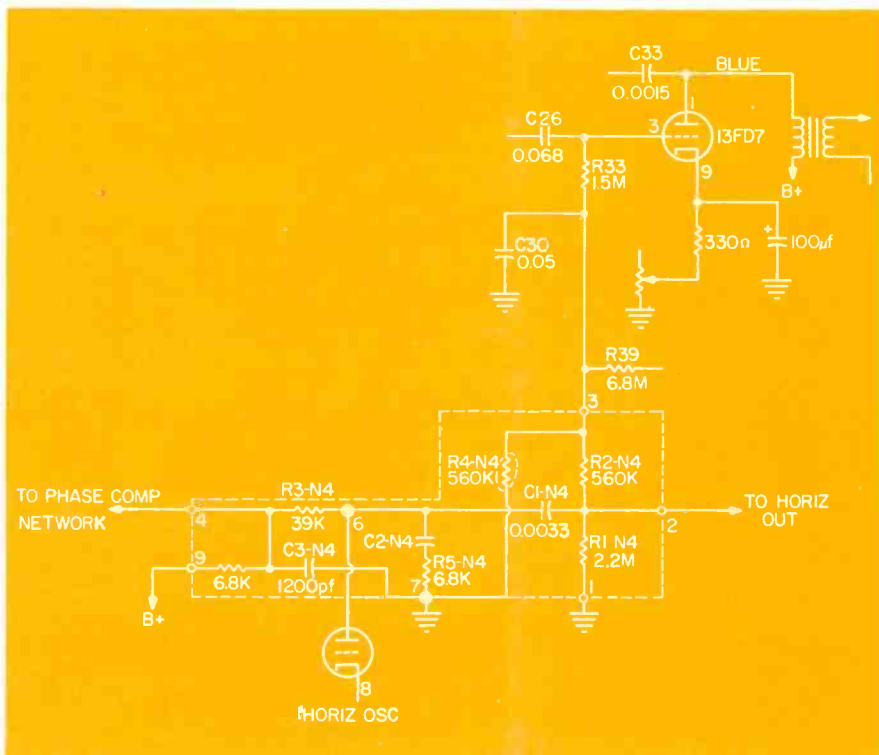 C33
0.0015
BLUE
1
13FD7
C26
0.068
3
9
R33
1.5M
B+
C30
0.05
330Ω
+
100µf
R39
6.8M
3
R4-N4
560K
R2-N4
560K
TO PHASE COMP
NETWORK
R3-N4
39K
C1-N4
0.0033
TO HORIZ
OUT
4
6
2
C2-N4
R1 N4
2.2M
9
C3-N4
R5-N4
6.8K
6.8K
1200pf
7
1
B+
8
HORIZ OSC